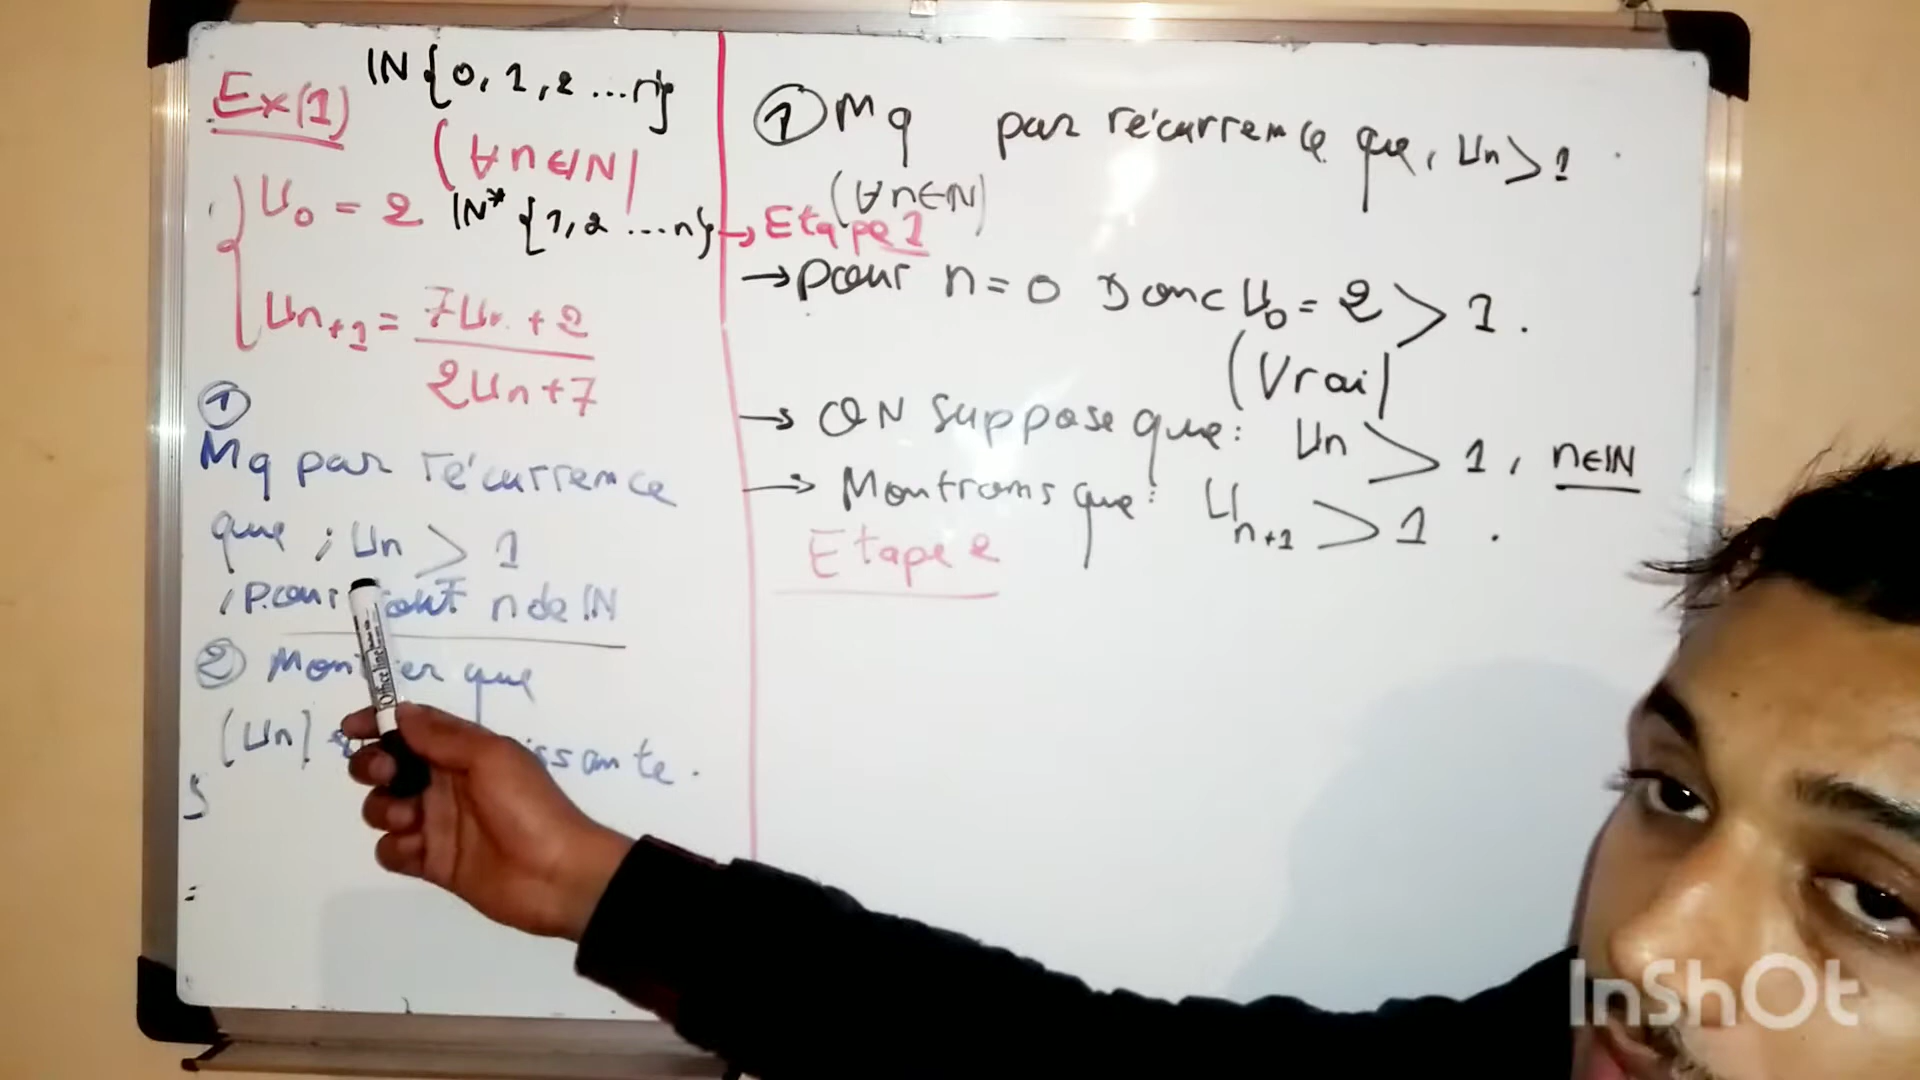 Ex(1) IN {0, 1, 2 ... n}
(∀n∈IN)
U0 = 2 IN* {1, 2 ... n}
Un+1 = 7Un + 2 / 2Un + 7
①
Mq par récurrence
que ; Un > 1
, pour tout n de IN
② Montrer que
(Un) issante.
① Mq par récurrence que, Un > 1 .
(∀n∈IN)
→ Etape 1
→ pour n = 0 Donc U0 = 2 > 1 .
(Vrai)
→ ON suppose que : Un > 1 , n∈IN
→ Montrons que : Un+1 > 1 .
Etape 2
Office line
InShOt